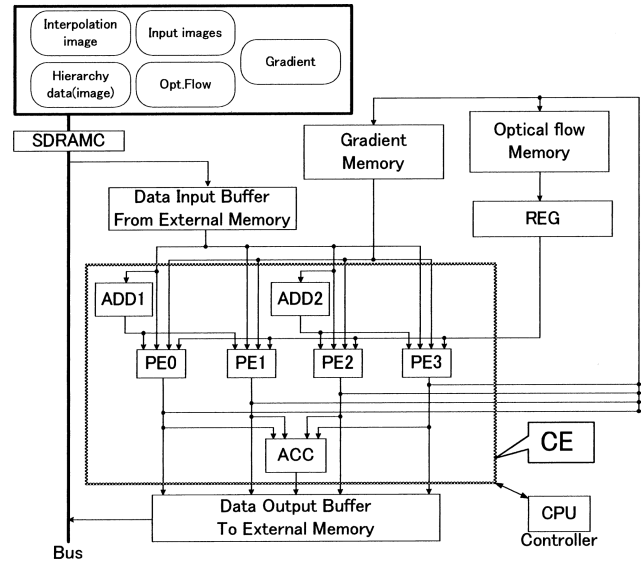 Interpolation
image
Input images
Gradient
Hierarchy
data(image)
Opt.Flow
SDRAMC
Gradient
Memory
Optical flow
Memory
Data Input Buffer
From External Memory
REG
ADD1
ADD2
PE0
PE1
PE2
PE3
ACC
CE
Data Output Buffer
To External Memory
CPU
Controller
Bus